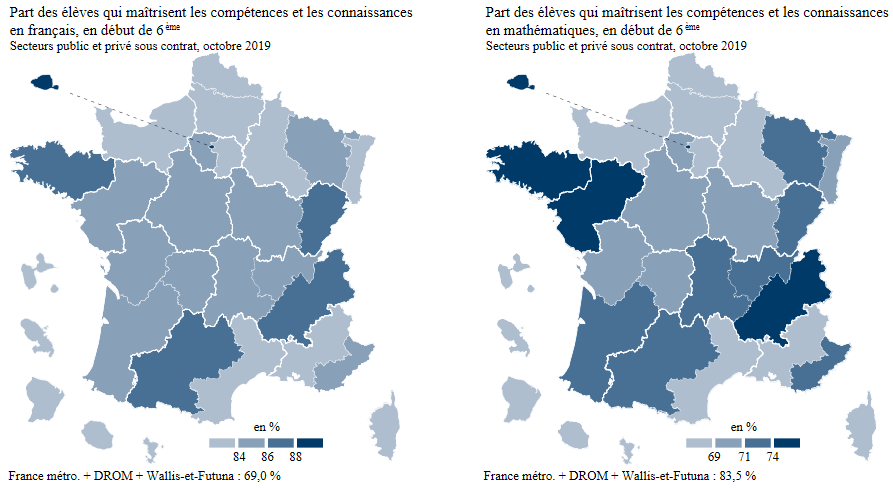 Part des élèves qui maîtrisent les compétences et les connaissances
en français, en début de 6ème
Secteurs public et privé sous contrat, octobre 2019
en %
84 86 88
France métro. + DROM + Wallis-et-Futuna : 69,0 %
Part des élèves qui maîtrisent les compétences et les connaissances
en mathématiques, en début de 6ème
Secteurs public et privé sous contrat, octobre 2019
en %
69 71 74
France métro. + DROM + Wallis-et-Futuna : 83,5 %